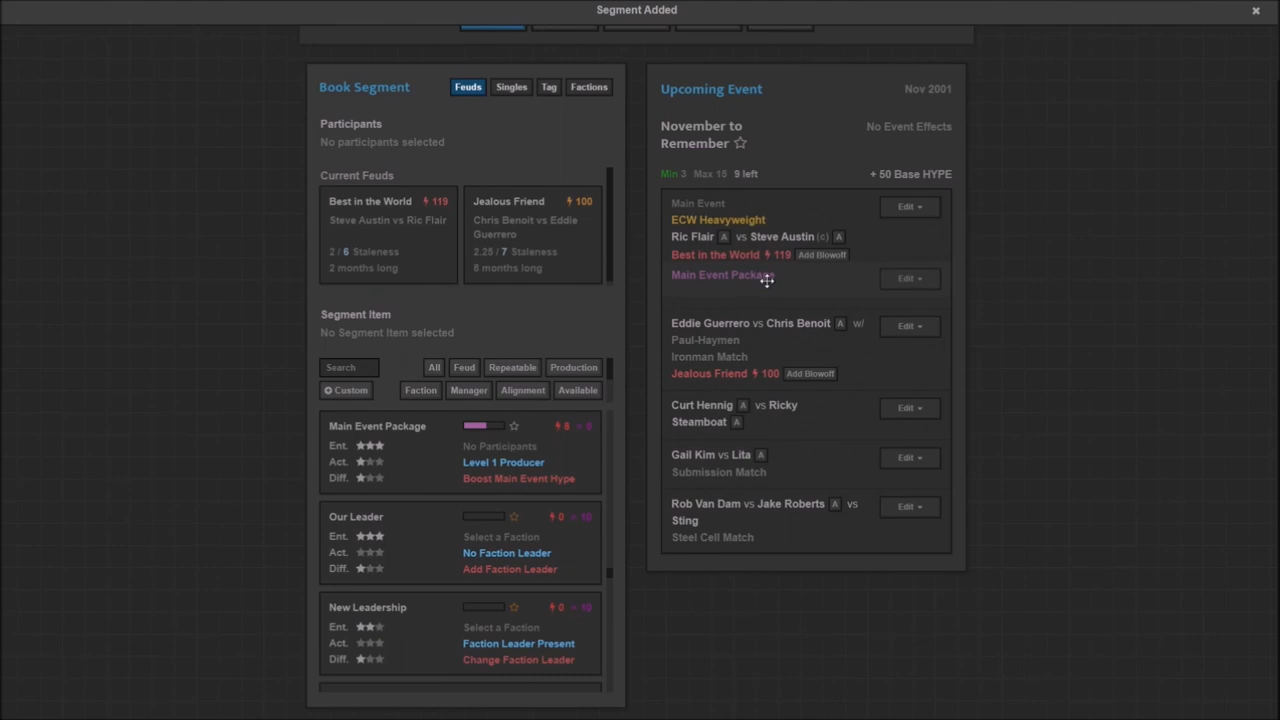 Segment Added
Book Segment
Feuds
Singles
Tag
Factions
Participants
No participants selected
Current Feuds
Best in the World 119
Steve Austin vs Ric Flair
2 / 6 Staleness
2 months long
Jealous Friend 100
Chris Benoit vs Eddie
Guerrero
2.25 / 7 Staleness
8 months long
Segment Item
No Segment Item selected
Search
All
Feud
Repeatable
Production
Custom
Faction
Manager
Alignment
Available
Main Event Package
Ent.
No Participants
Act.
Level 1 Producer
Diff.
Boost Main Event Hype
Our Leader 0 10
Ent.
Select a Faction
Act.
No Faction Leader
Diff.
Add Faction Leader
New Leadership 0 10
Ent.
Select a Faction
Act.
Faction Leader Present
Diff.
Change Faction Leader
Upcoming Event
Nov 2001
November to
Remember
No Event Effects
Min 3 Max 15 9 left
+ 50 Base HYPE
Main Event
ECW Heavyweight
Ric Flair A vs Steve Austin (c) A
Best in the World 119 Add Blowoff
Edit
Main Event Package
Edit
Eddie Guerrero vs Chris Benoit A w/
Paul-Haymen
Ironman Match
Jealous Friend 100 Add Blowoff
Edit
Curt Hennig A vs Ricky
Steamboat A
Edit
Gail Kim vs Lita A
Submission Match
Edit
Rob Van Dam vs Jake Roberts A vs
Sting
Steel Cell Match
Edit